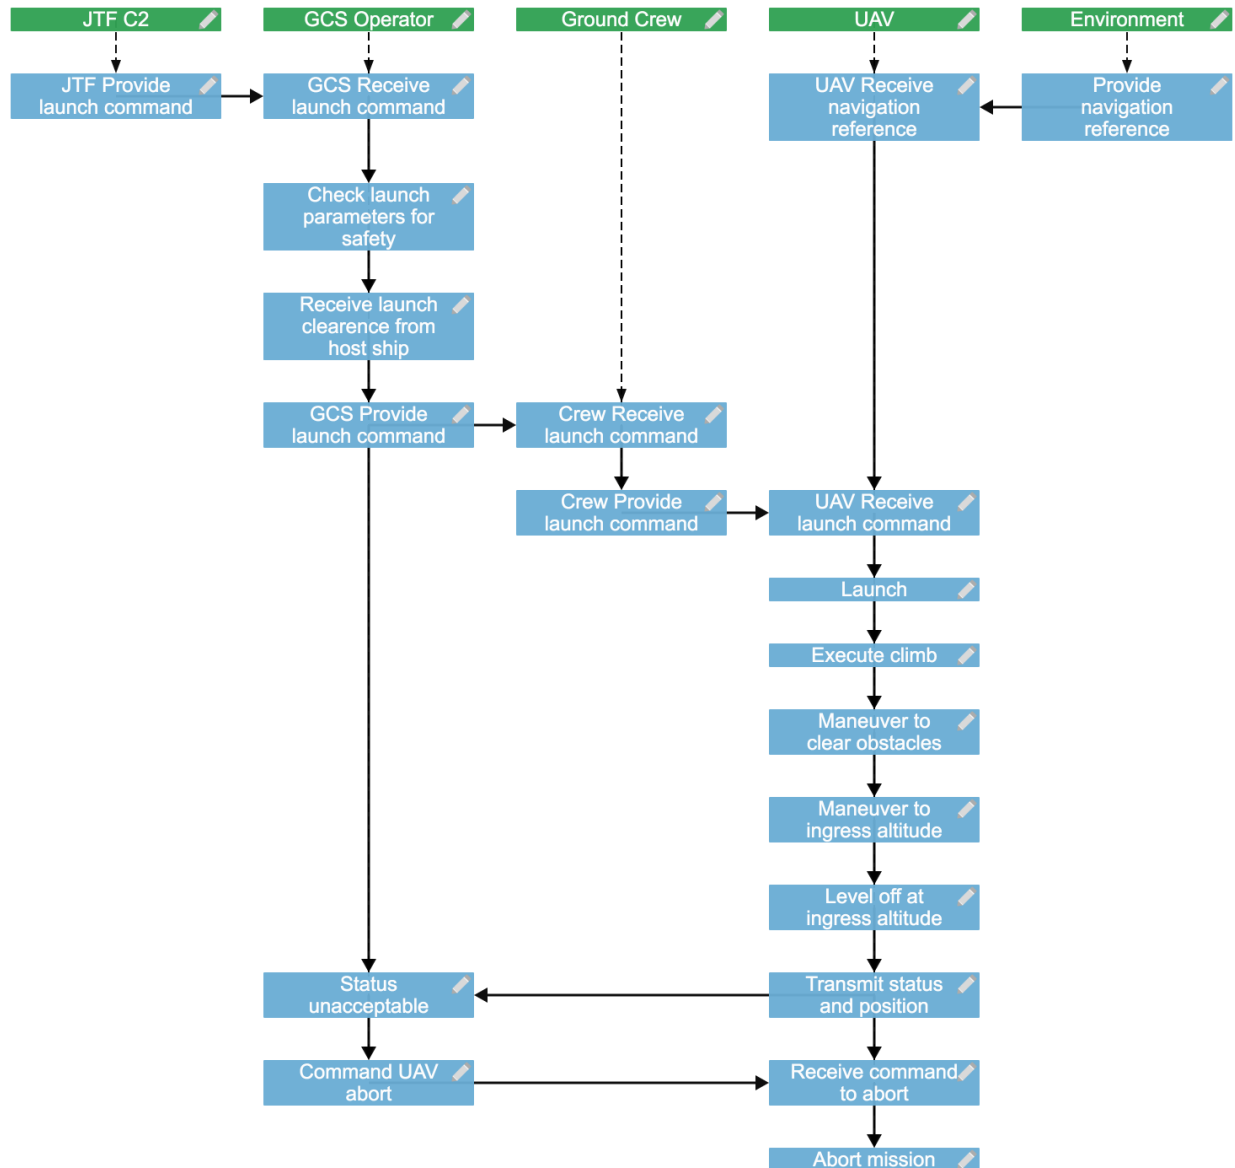 JTF C2
GCS Operator
Ground Crew
UAV
Environment
JTF Provide
launch command
GCS Receive
launch command
UAV Receive
navigation
reference
Provide
navigation
reference
Check launch
parameters for
safety
Receive launch
clearence from
host ship
GCS Provide
launch command
Crew Receive
launch command
Crew Provide
launch command
UAV Receive
launch command
Launch
Execute climb
Maneuver to
clear obstacles
Maneuver to
ingress altitude
Level off at
ingress altitude
Status
unacceptable
Transmit status
and position
Command UAV
abort
Receive command
to abort
Abort mission